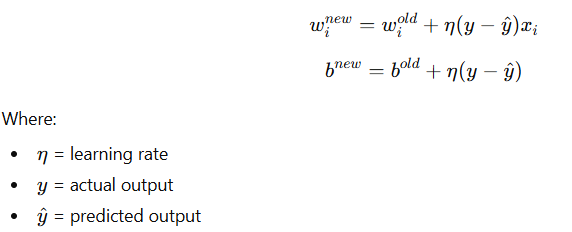 w_i^{new} = w_i^{old} + η(y − ŷ)x_i
b^{new} = b^{old} + η(y − ŷ)
Where:
• η = learning rate
• y = actual output
• ŷ = predicted output